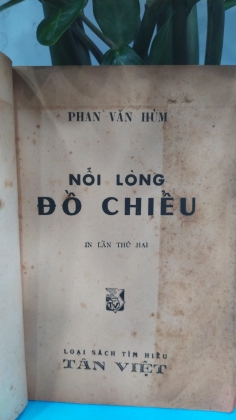 PHAN VĂN HÙM
NỖI LÒNG
ĐỒ CHIỂU
IN LẦN THỨ HAI
LOẠI SÁCH TÌM HIỂU
TÂN VIỆT